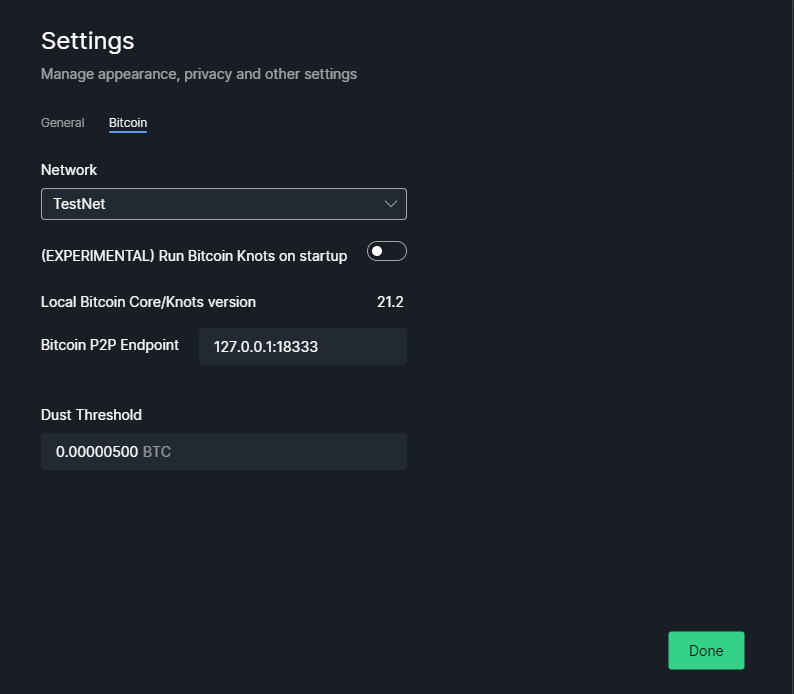 Settings
Manage appearance, privacy and other settings
General Bitcoin
Network
TestNet
(EXPERIMENTAL) Run Bitcoin Knots on startup
Local Bitcoin Core/Knots version 21.2
Bitcoin P2P Endpoint 127.0.0.1:18333
Dust Threshold
0.00000500 BTC
Done